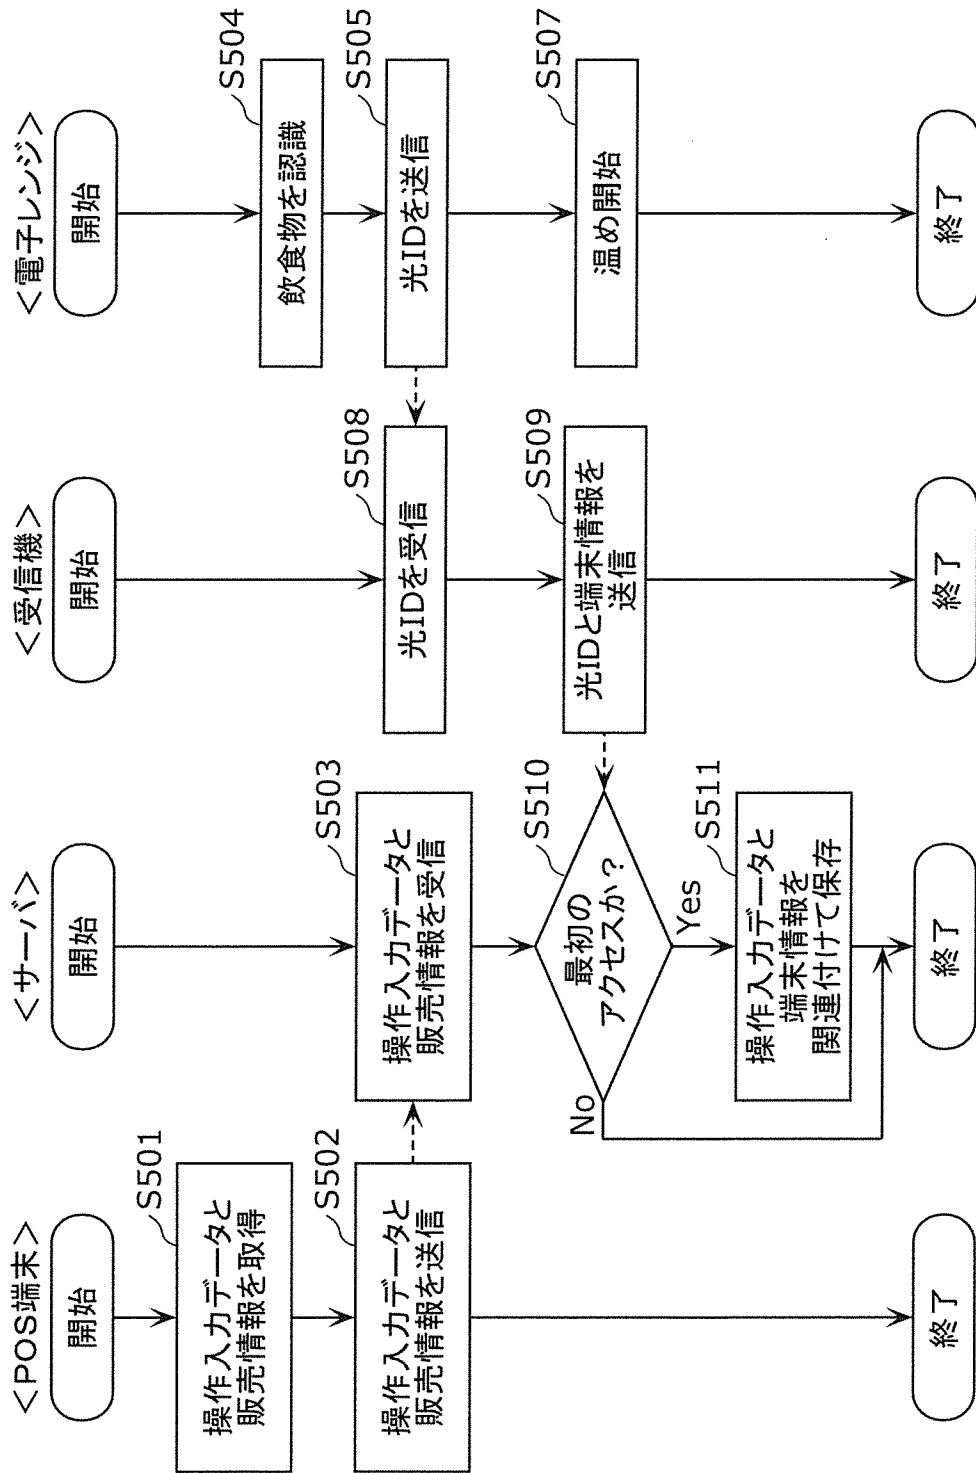 <POS端末>
開始
S501
操作入力データと
販売情報を取得
S502
操作入力データと
販売情報を送信
終了
<サーバ>
開始
S503
操作入力データと
販売情報を受信
S510
最初の
アクセスか?
Yes
No
S511
操作入力データと
端末情報を
関連付けて保存
終了
<受信機>
開始
S508
光IDを受信
S509
光IDと端末情報を
送信
終了
<電子レンジ>
開始
S504
飲食物を認識
S505
光IDを送信
S507
温め開始
終了